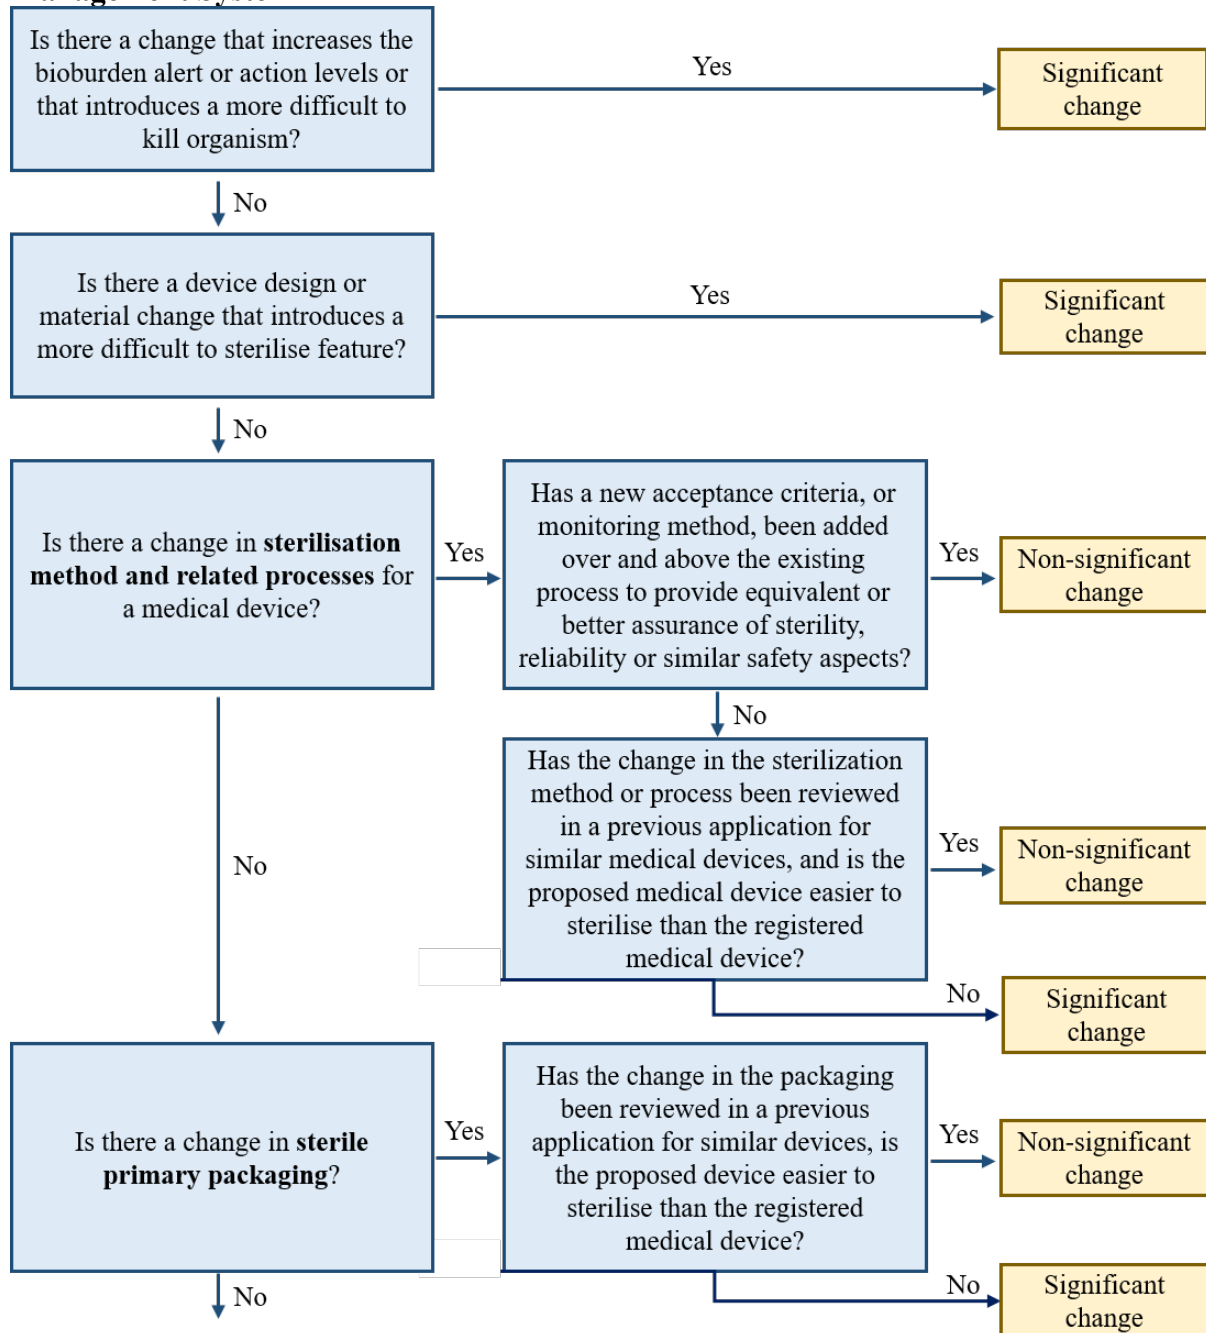 Is there a change that increases the
bioburden alert or action levels or
that introduces a more difficult to
kill organism?
Yes
Significant
change
No
Is there a device design or
material change that introduces a
more difficult to sterilise feature?
Yes
Significant
change
No
Is there a change in sterilisation
method and related processes for
a medical device?
Yes
Has a new acceptance criteria, or
monitoring method, been added
over and above the existing
process to provide equivalent or
better assurance of sterility,
reliability or similar safety aspects?
Yes
Non-significant
change
No
Has the change in the sterilization
method or process been reviewed
in a previous application for
similar medical devices, and is the
proposed medical device easier to
sterilise than the registered
medical device?
Yes
Non-significant
change
No
No
Significant
change
Is there a change in sterile
primary packaging?
Yes
Has the change in the packaging
been reviewed in a previous
application for similar devices, is
the proposed device easier to
sterilise than the registered
medical device?
Yes
Non-significant
change
No
Significant
change
No